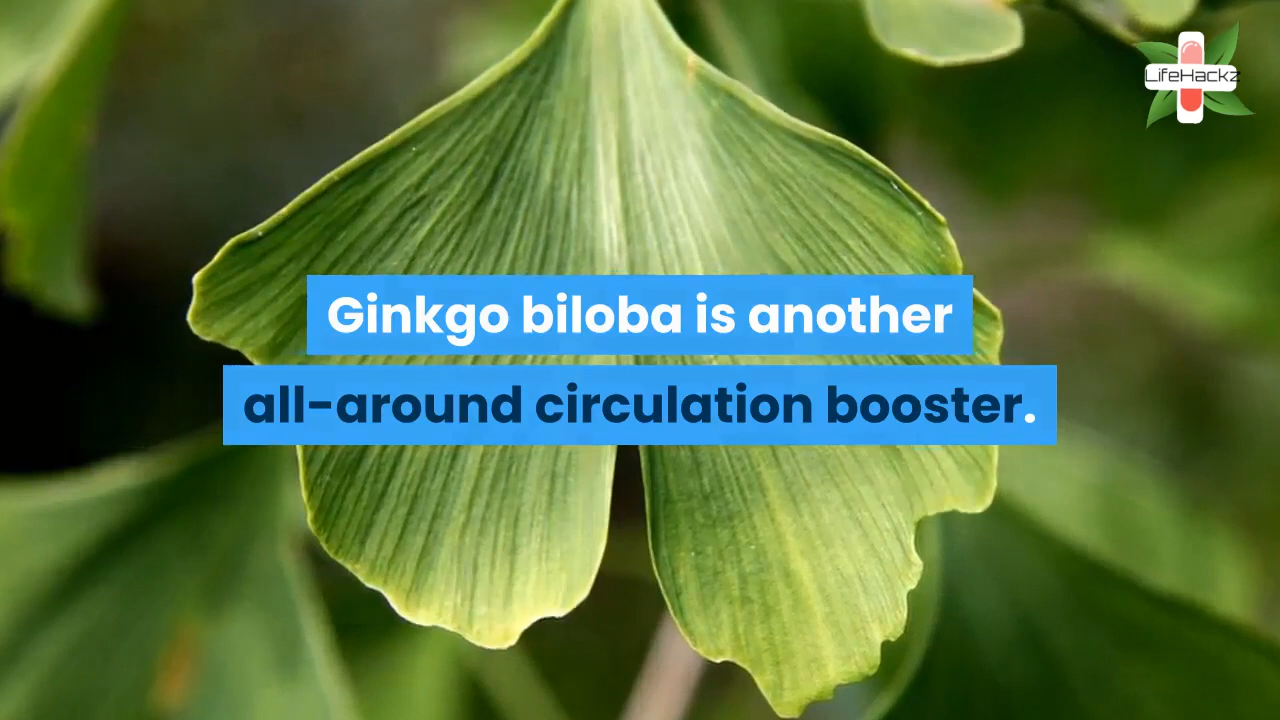 LifeHackz
Ginkgo biloba is another
all-around circulation booster.